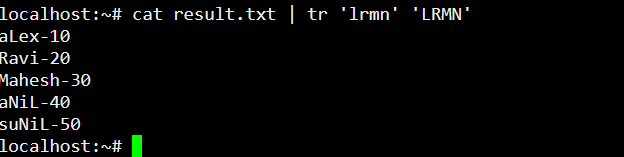 localhost:~# cat result.txt | tr 'lrmn' 'LRMN'
aLex-10
Ravi-20
Mahesh-30
aNiL-40
suNiL-50
localhost:~#